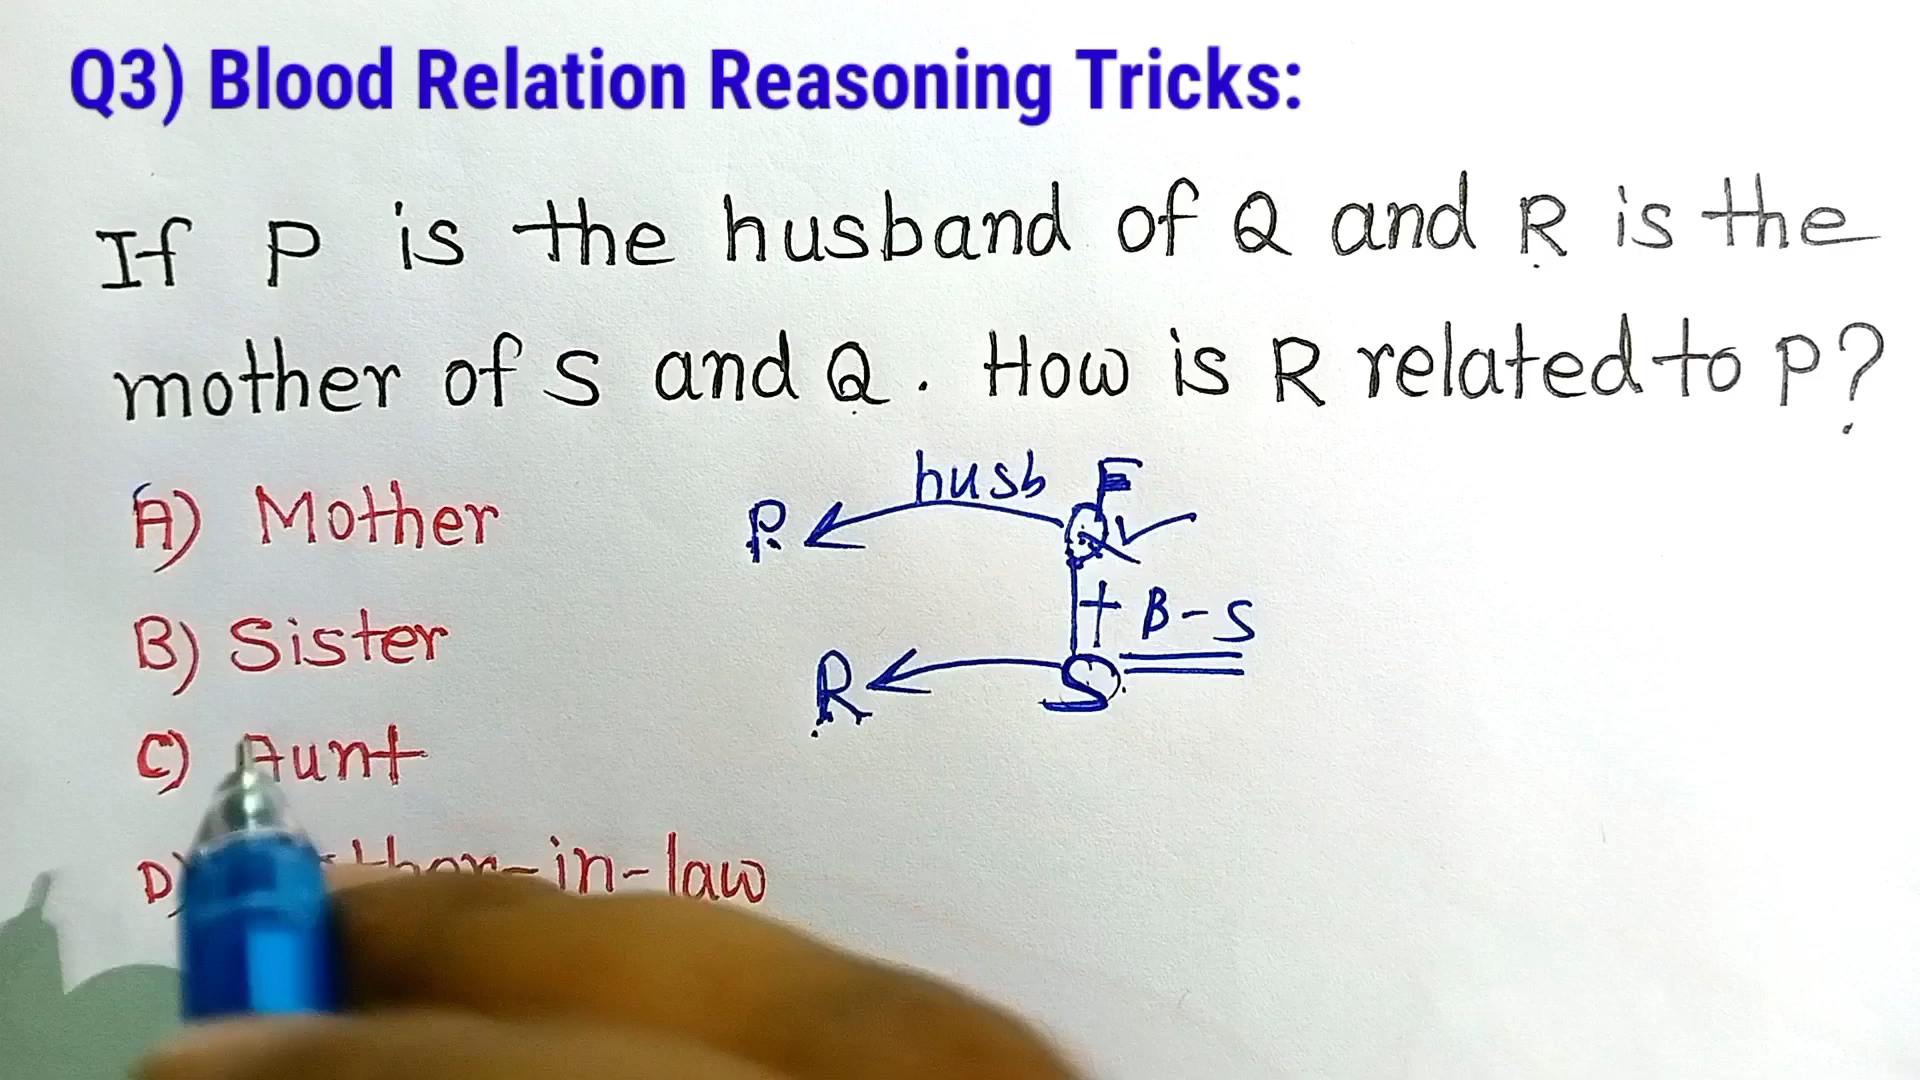 Q3) Blood Relation Reasoning Tricks:
If P is the husband of Q and R is the
mother of S and Q. How is R related to P?
A) Mother
B) Sister
C) Aunt
D) in-law
husb F
P Q
+ B-S
R S